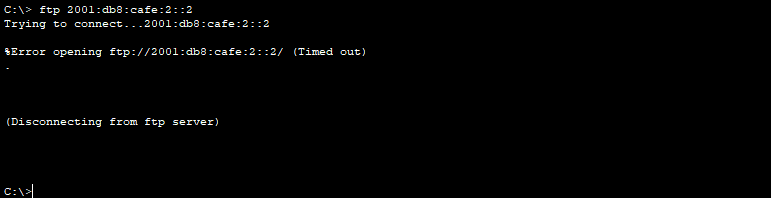 C:\> ftp 2001:db8:cafe:2::2
Trying to connect...2001:db8:cafe:2::2
%Error opening ftp://2001:db8:cafe:2::2/ (Timed out)
.
(Disconnecting from ftp server)
C:\>